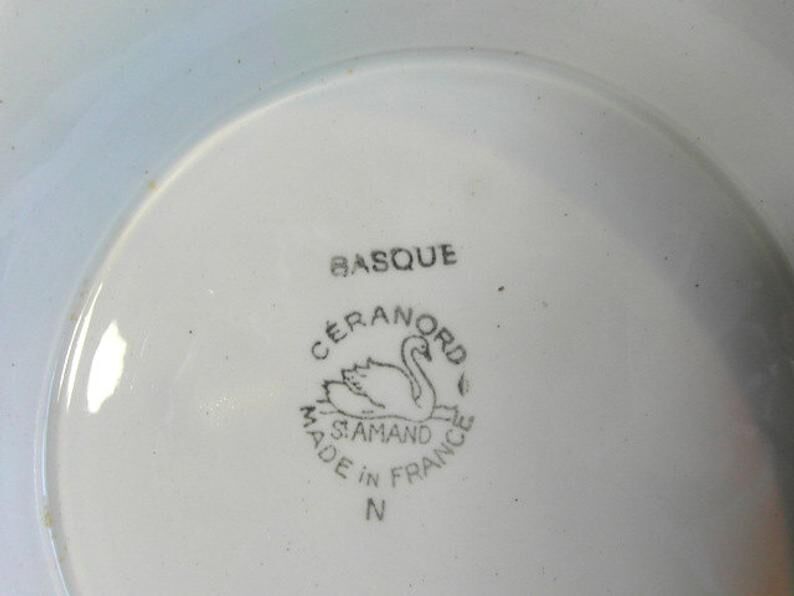 BASQUE
CÉRANORD
St AMAND
MADE iN FRANCE
N